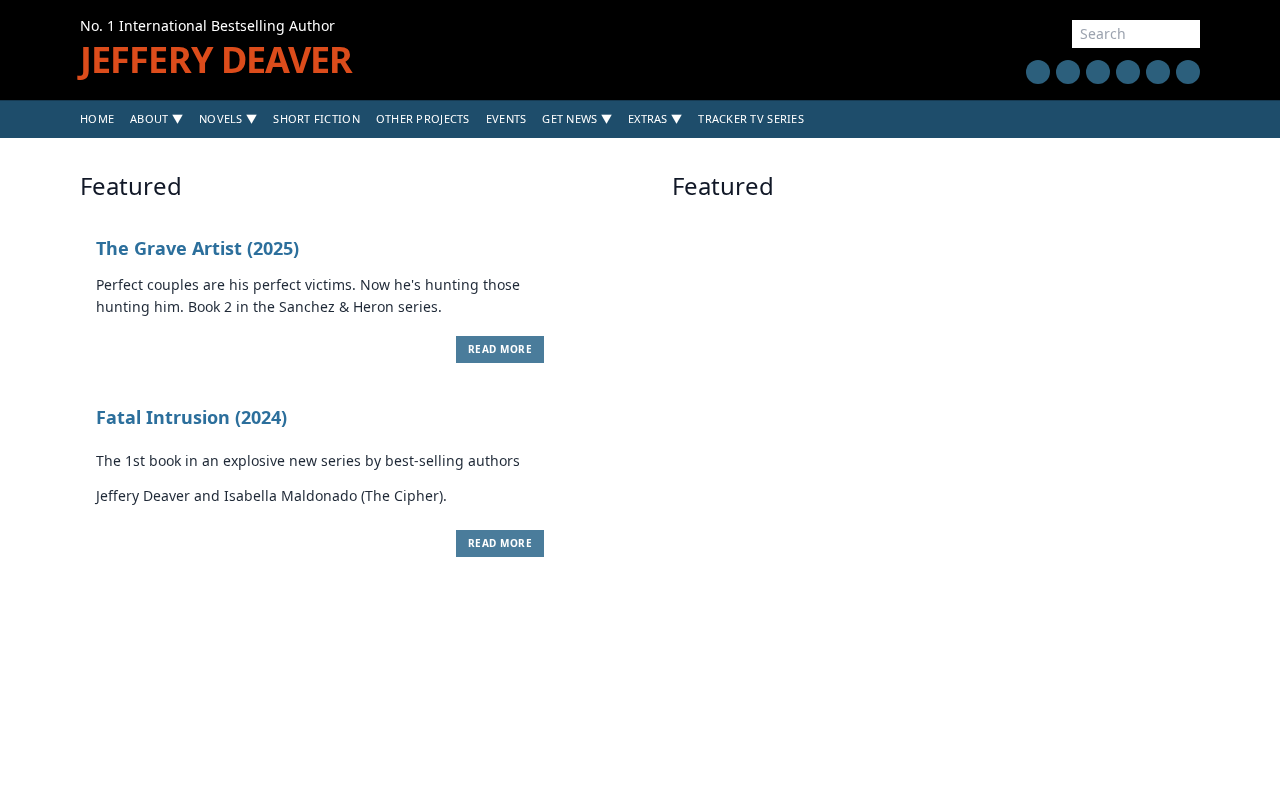 No. 1 International Bestselling Author
JEFFERY DEAVER
Search
HOME ABOUT ▼ NOVELS ▼ SHORT FICTION OTHER PROJECTS EVENTS GET NEWS ▼ EXTRAS ▼ TRACKER TV SERIES
Featured
The Grave Artist (2025)
Perfect couples are his perfect victims. Now he's hunting those
hunting him. Book 2 in the Sanchez & Heron series.
READ MORE
Fatal Intrusion (2024)
The 1st book in an explosive new series by best-selling authors
Jeffery Deaver and Isabella Maldonado (The Cipher).
READ MORE
Featured